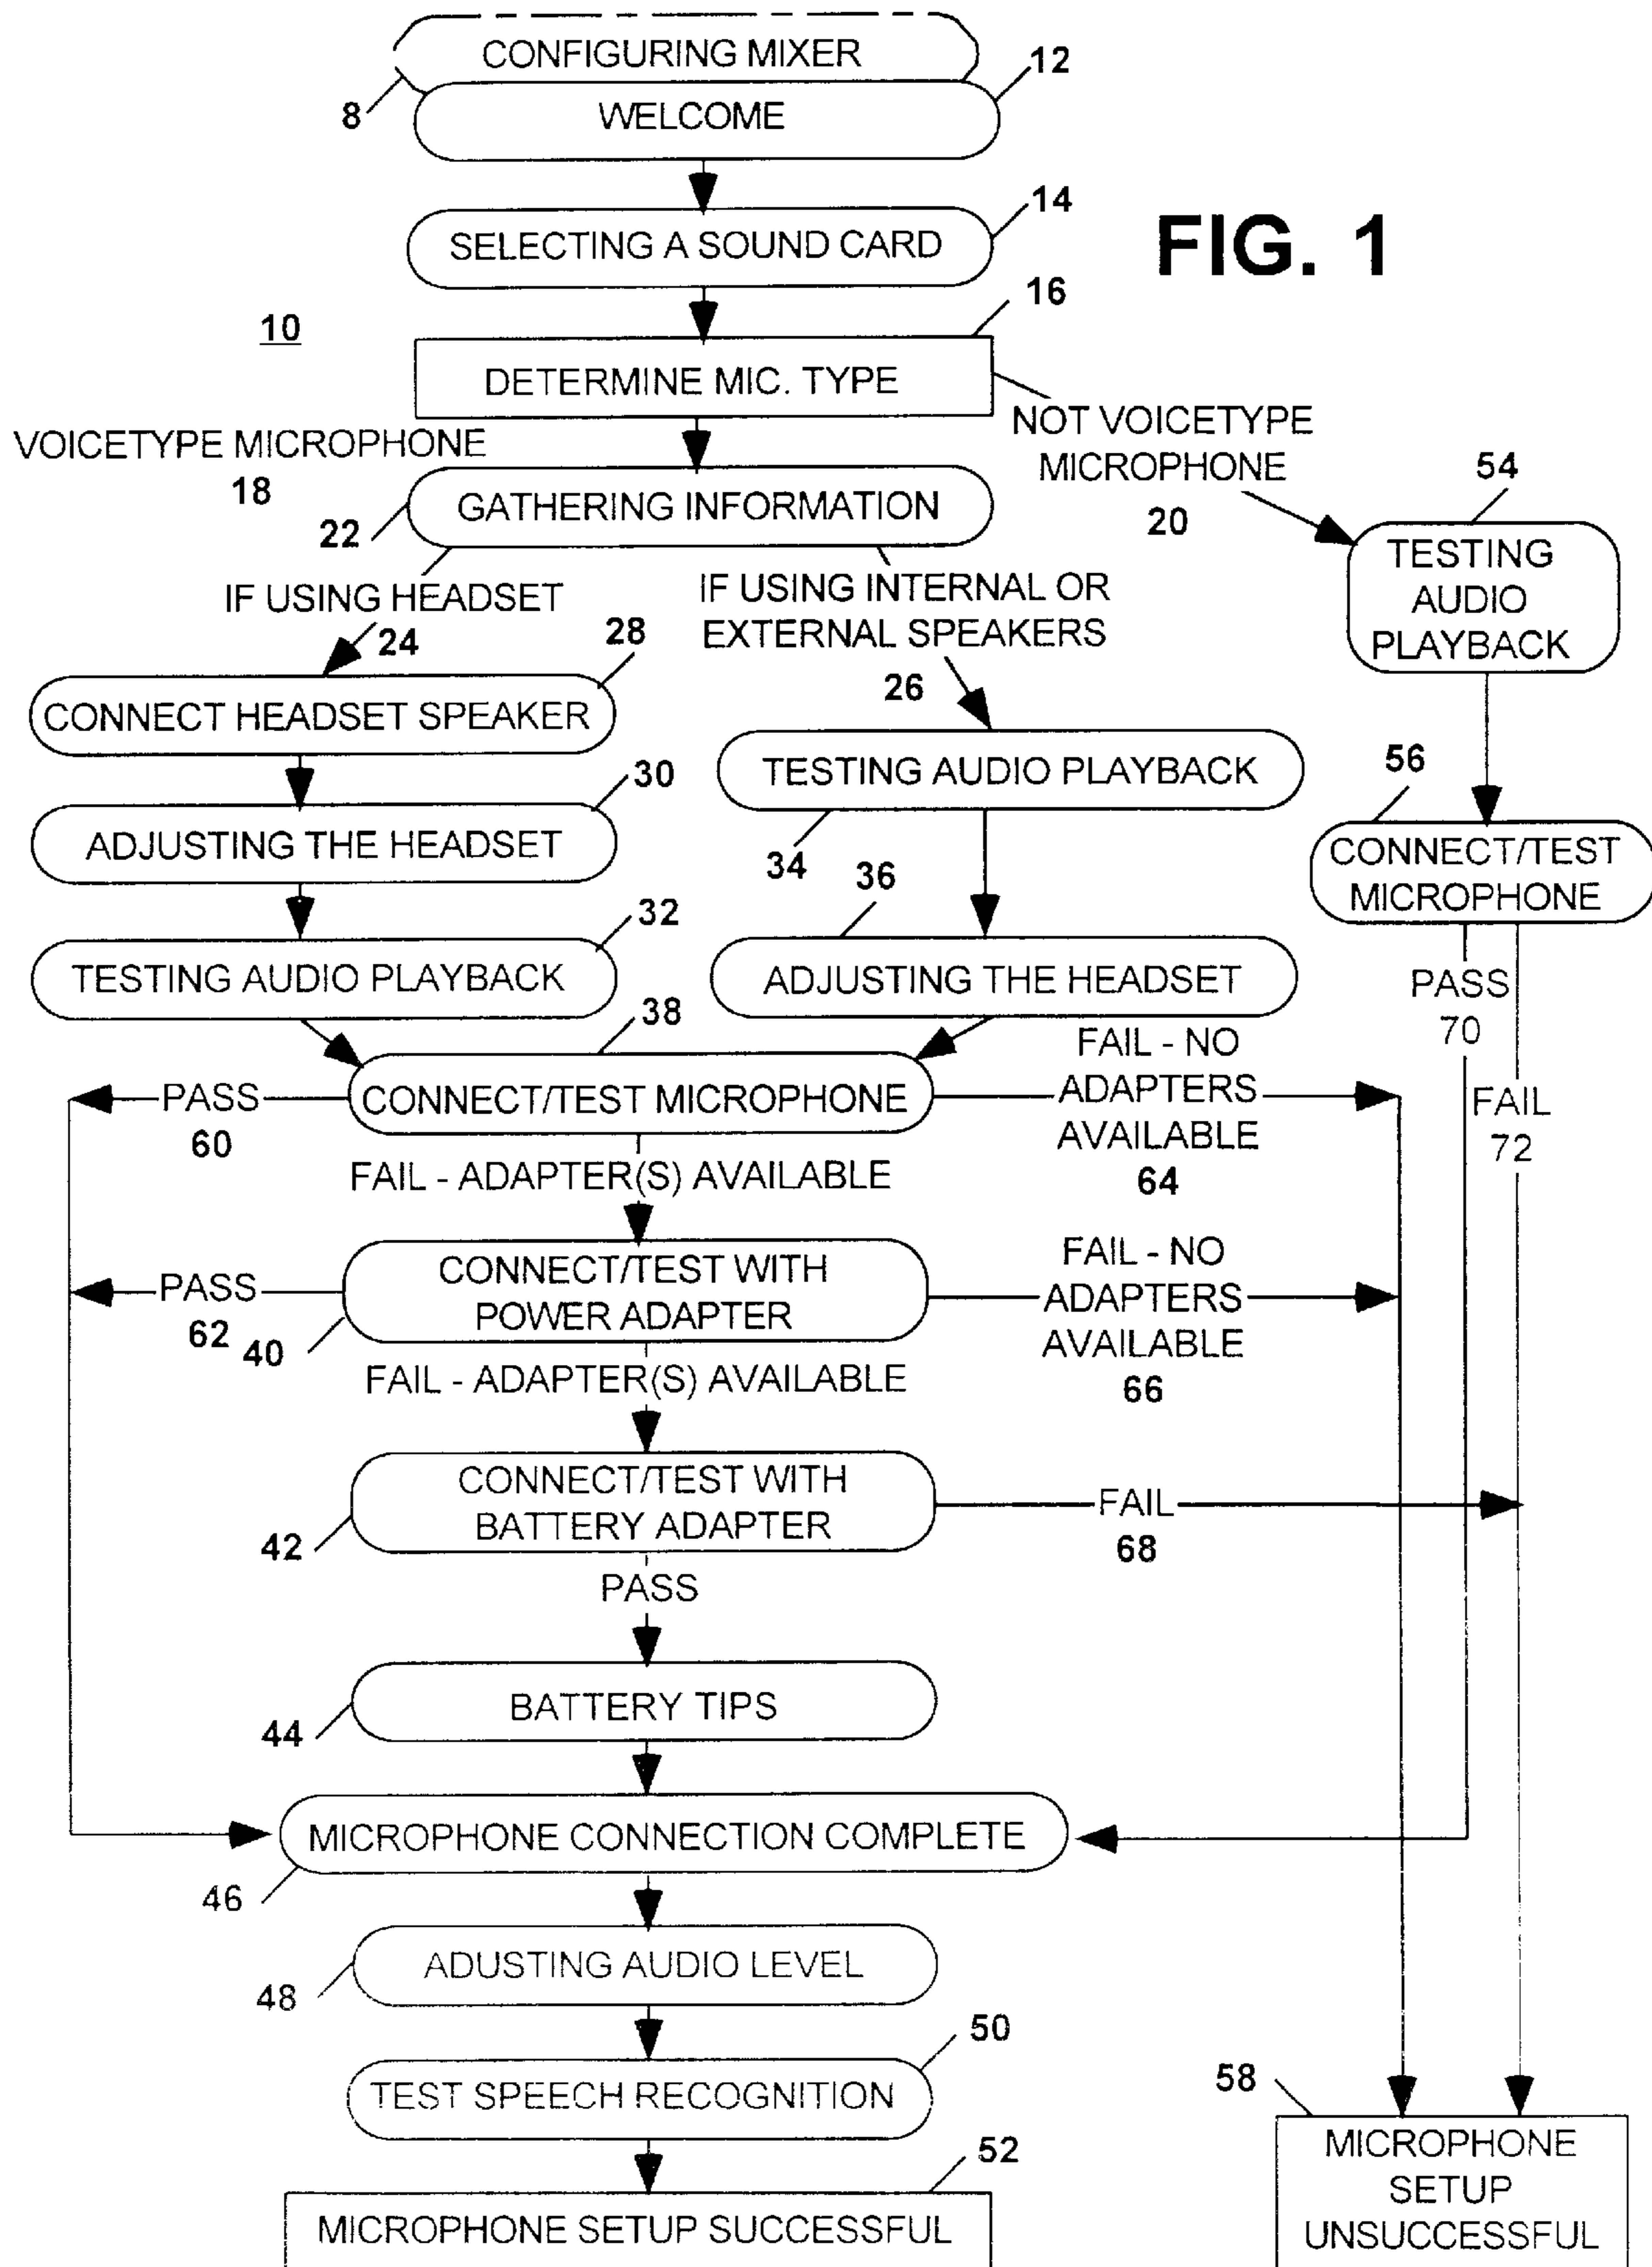 CONFIGURING MIXER
8
12
WELCOME
14
SELECTING A SOUND CARD
FIG. 1
10
16
DETERMINE MIC. TYPE
VOICETYPE MICROPHONE
18
NOT VOICETYPE
MICROPHONE
20
22
GATHERING INFORMATION
IF USING HEADSET
24
IF USING INTERNAL OR
EXTERNAL SPEAKERS
26
54
TESTING
AUDIO
PLAYBACK
28
CONNECT HEADSET SPEAKER
30
ADJUSTING THE HEADSET
32
TESTING AUDIO PLAYBACK
TESTING AUDIO PLAYBACK
34
36
ADJUSTING THE HEADSET
56
CONNECT/TEST
MICROPHONE
PASS
70
FAIL
72
38
CONNECT/TEST MICROPHONE
PASS
60
FAIL - NO
ADAPTERS
AVAILABLE
64
FAIL - ADAPTER(S) AVAILABLE
CONNECT/TEST WITH
POWER ADAPTER
PASS
62
40
FAIL - NO
ADAPTERS
AVAILABLE
66
FAIL - ADAPTER(S) AVAILABLE
CONNECT/TEST WITH
BATTERY ADAPTER
42
FAIL
68
PASS
BATTERY TIPS
44
MICROPHONE CONNECTION COMPLETE
46
ADUSTING AUDIO LEVEL
48
50
TEST SPEECH RECOGNITION
52
MICROPHONE SETUP SUCCESSFUL
58
MICROPHONE
SETUP
UNSUCCESSFUL